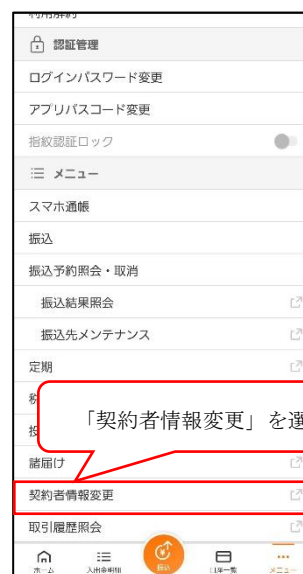 認証管理
ログインパスワード変更
アプリパスコード変更
指紋認証ロック
メニュー
スマホ通帳
振込
振込予約照会・取消
振込結果照会
振込先メンテナンス
定期
「契約者情報変更」を選
諸届け
契約者情報変更
取引履歴照会
ホーム
入出金明細
振込
口座一覧
メニュー